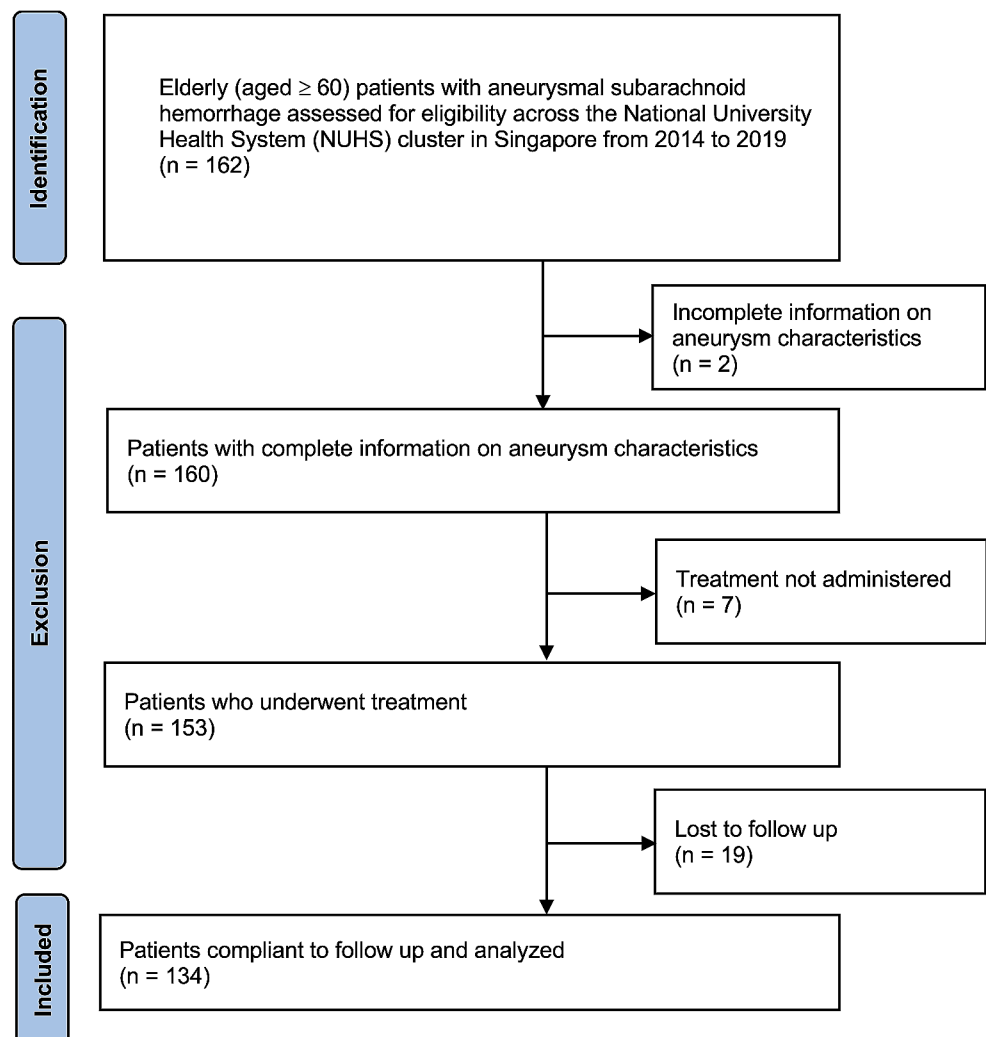 Identification
Elderly (aged ≥ 60) patients with aneurysmal subarachnoid
hemorrhage assessed for eligibility across the National University
Health System (NUHS) cluster in Singapore from 2014 to 2019
(n = 162)
Exclusion
Incomplete information on
aneurysm characteristics
(n = 2)
Patients with complete information on aneurysm characteristics
(n = 160)
Treatment not administered
(n = 7)
Patients who underwent treatment
(n = 153)
Lost to follow up
(n = 19)
Included
Patients compliant to follow up and analyzed
(n = 134)